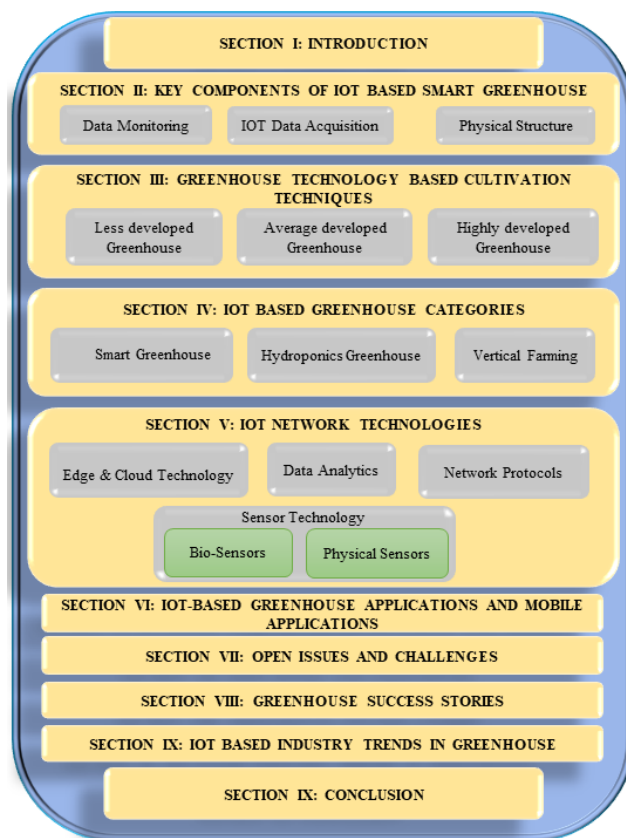 SECTION I: INTRODUCTION
SECTION II: KEY COMPONENTS OF IOT BASED SMART GREENHOUSE
Data Monitoring
IOT Data Acquisition
Physical Structure
SECTION III: GREENHOUSE TECHNOLOGY BASED CULTIVATION
TECHNIQUES
Less developed
Greenhouse
Average developed
Greenhouse
Highly developed
Greenhouse
SECTION IV: IOT BASED GREENHOUSE CATEGORIES
Smart Greenhouse
Hydroponics Greenhouse
Vertical Farming
SECTION V: IOT NETWORK TECHNOLOGIES
Edge & Cloud Technology
Data Analytics
Network Protocols
Sensor Technology
Bio-Sensors
Physical Sensors
SECTION VI: IOT-BASED GREENHOUSE APPLICATIONS AND MOBILE
APPLICATIONS
SECTION VII: OPEN ISSUES AND CHALLENGES
SECTION VIII: GREENHOUSE SUCCESS STORIES
SECTION IX: IOT BASED INDUSTRY TRENDS IN GREENHOUSE
SECTION IX: CONCLUSION